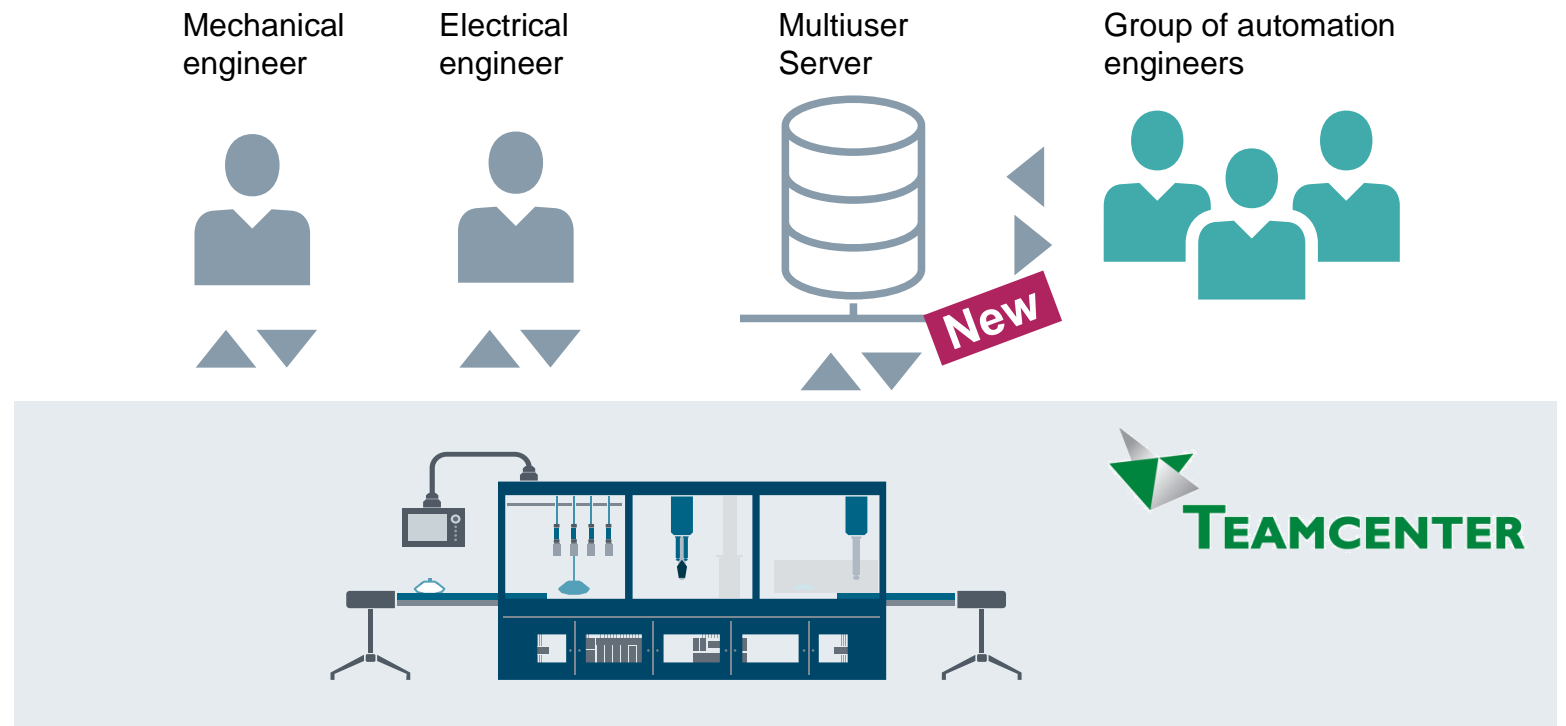 Mechanical
engineer
Electrical
engineer
Multiuser
Server
Group of automation
engineers
New
TEAMCENTER